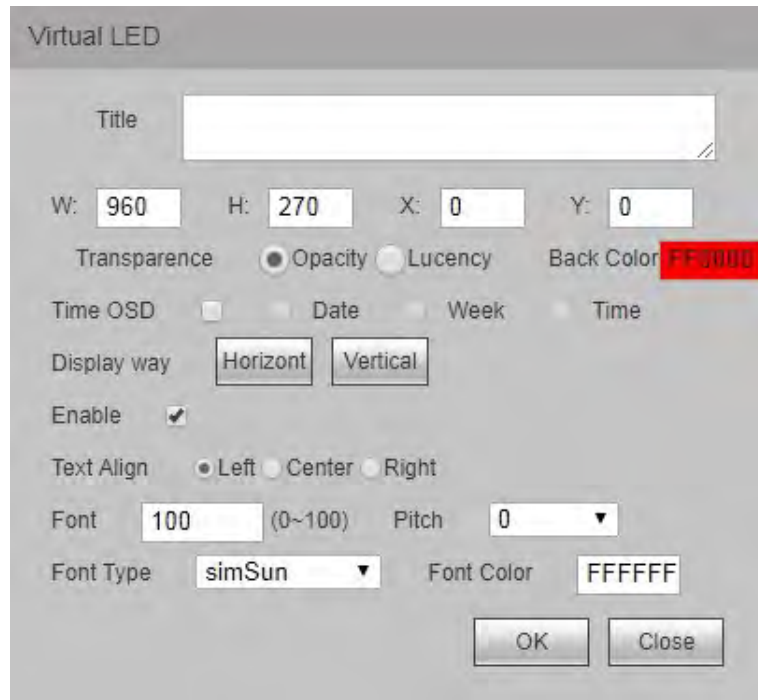 Virtual LED
Title
W: 960 H: 270 X: 0 Y: 0
Transparence Opacity Lucency Back Color FF0000
Time OSD Date Week Time
Display way Horizont Vertical
Enable
Text Align Left Center Right
Font 100 (0~100) Pitch 0
Font Type simSun Font Color FFFFFF
OK Close